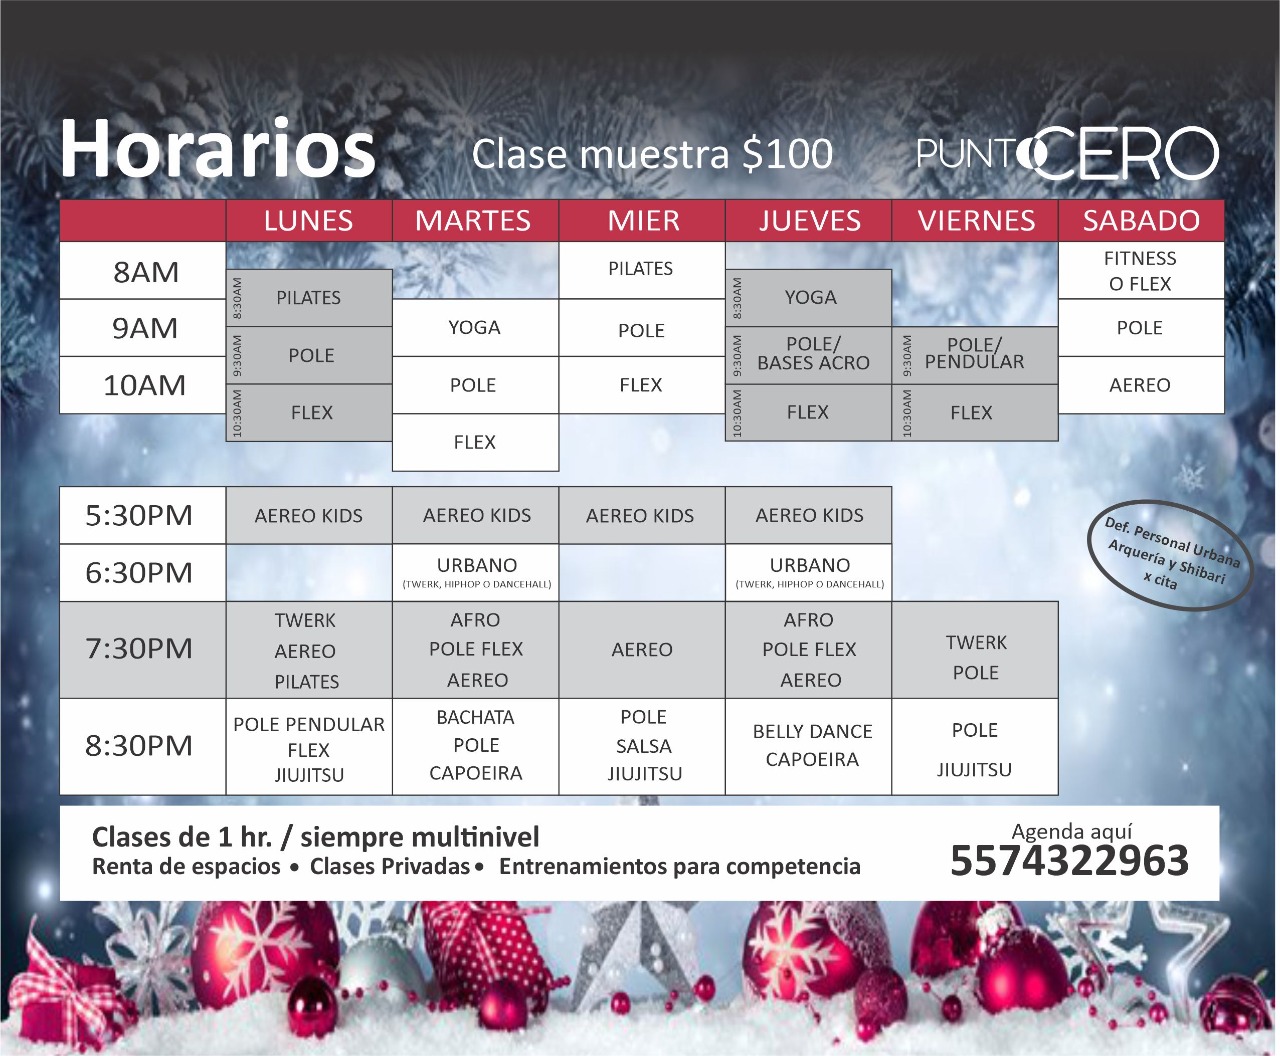 Horarios
Clase muestra $100
PUNTOCERO
LUNES MARTES MIER JUEVES VIERNES SABADO
8AM
PILATES
FITNESS
O FLEX
8:30AM PILATES
8:30AM YOGA
9AM
YOGA
POLE
POLE
9:30AM POLE
9:30AM POLE/
BASES ACRO
9:30AM POLE/
PENDULAR
10AM
POLE
FLEX
AEREO
10:30AM FLEX
10:30AM FLEX
10:30AM FLEX
FLEX
5:30PM AEREO KIDS AEREO KIDS AEREO KIDS AEREO KIDS
6:30PM
URBANO
(TWERK, HIPHOP O DANCEHALL)
URBANO
(TWERK, HIPHOP O DANCEHALL)
Def. Personal Urbana
Arquería y Shibari
x cita
7:30PM
TWERK
AEREO
PILATES
AFRO
POLE FLEX
AEREO
AEREO
AFRO
POLE FLEX
AEREO
TWERK
POLE
8:30PM
POLE PENDULAR
FLEX
JIUJITSU
BACHATA
POLE
CAPOEIRA
POLE
SALSA
JIUJITSU
BELLY DANCE
CAPOEIRA
POLE
JIUJITSU
Clases de 1 hr. / siempre multinivel
Renta de espacios • Clases Privadas • Entrenamientos para competencia
Agenda aquí
5574322963